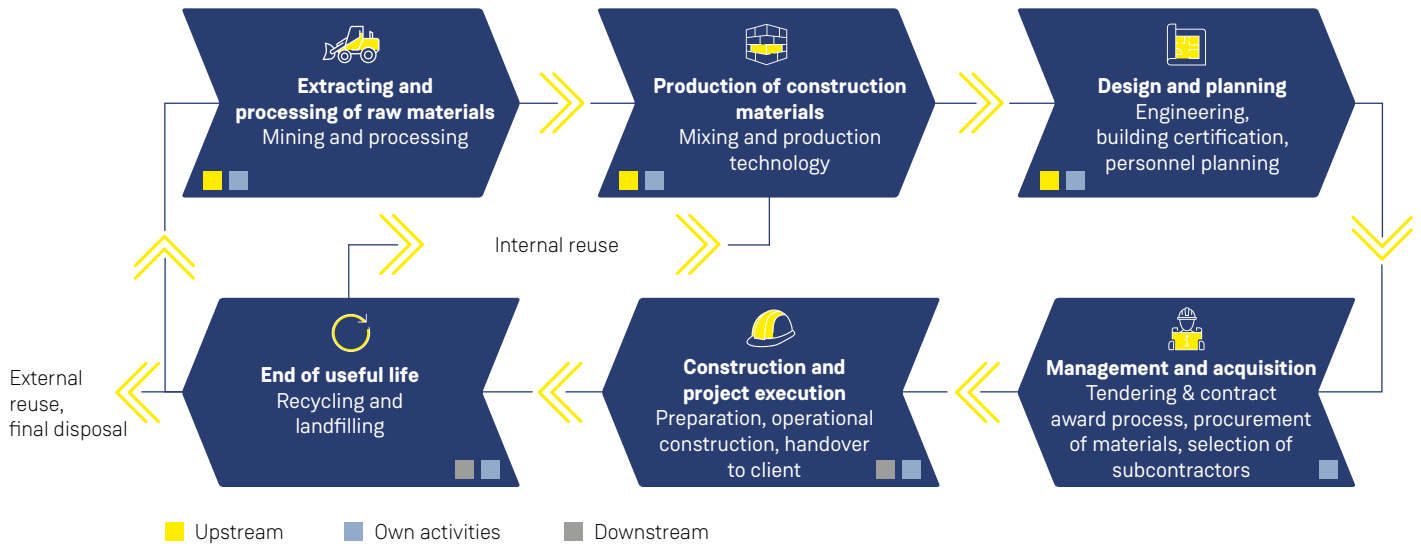 Extracting and
processing of raw materials
Mining and processing
Production of construction
materials
Mixing and production
technology
Design and planning
Engineering,
building certification,
personnel planning
Internal reuse
External
reuse,
final disposal
End of useful life
Recycling and
landfilling
Construction and
project execution
Preparation, operational
construction, handover
to client
Management and acquisition
Tendering & contract
award process, procurement
of materials, selection of
subcontractors
Upstream
Own activities
Downstream